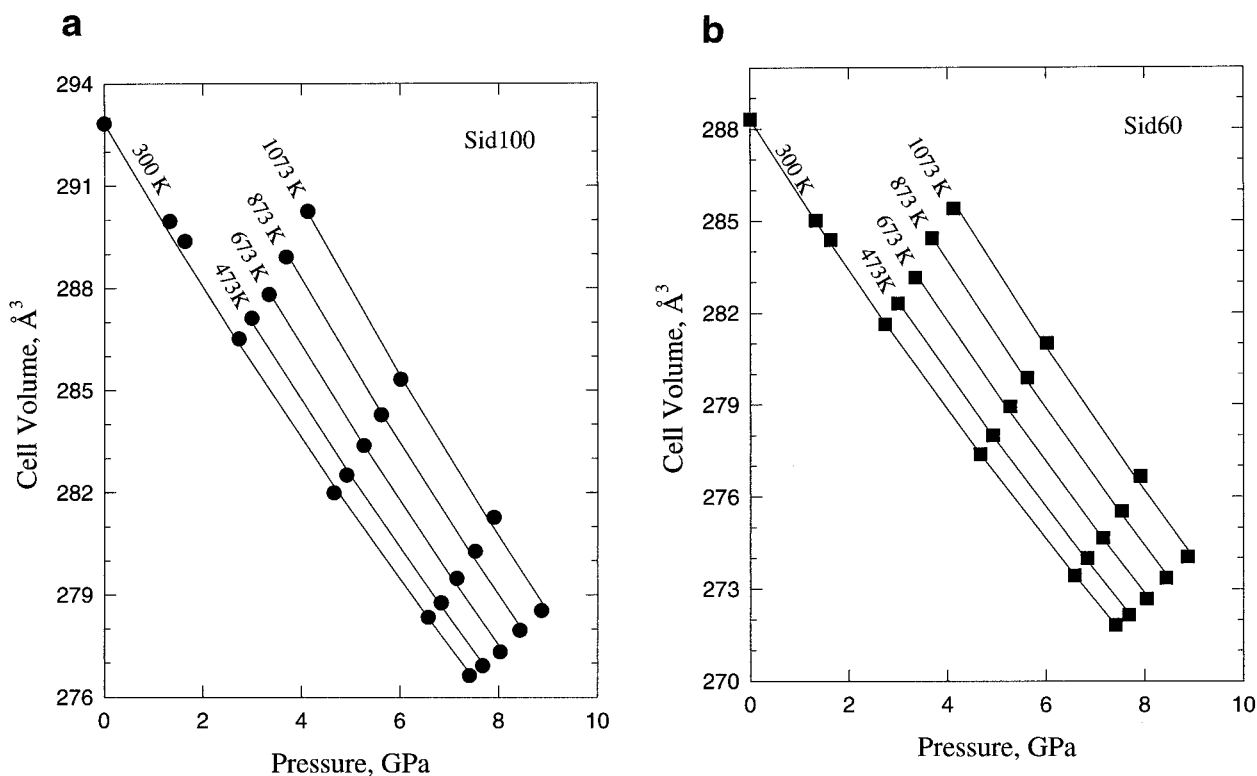 a
294
291
288
285
282
279
276
Cell Volume, Å³
0 2 4 6 8 10
Pressure, GPa
Sid100
300 K
473K
673 K
873 K
1073 K
b
288
285
282
279
276
273
270
Cell Volume, Å³
0 2 4 6 8 10
Pressure, GPa
Sid60
300 K
473K
673 K
873 K
1073 K